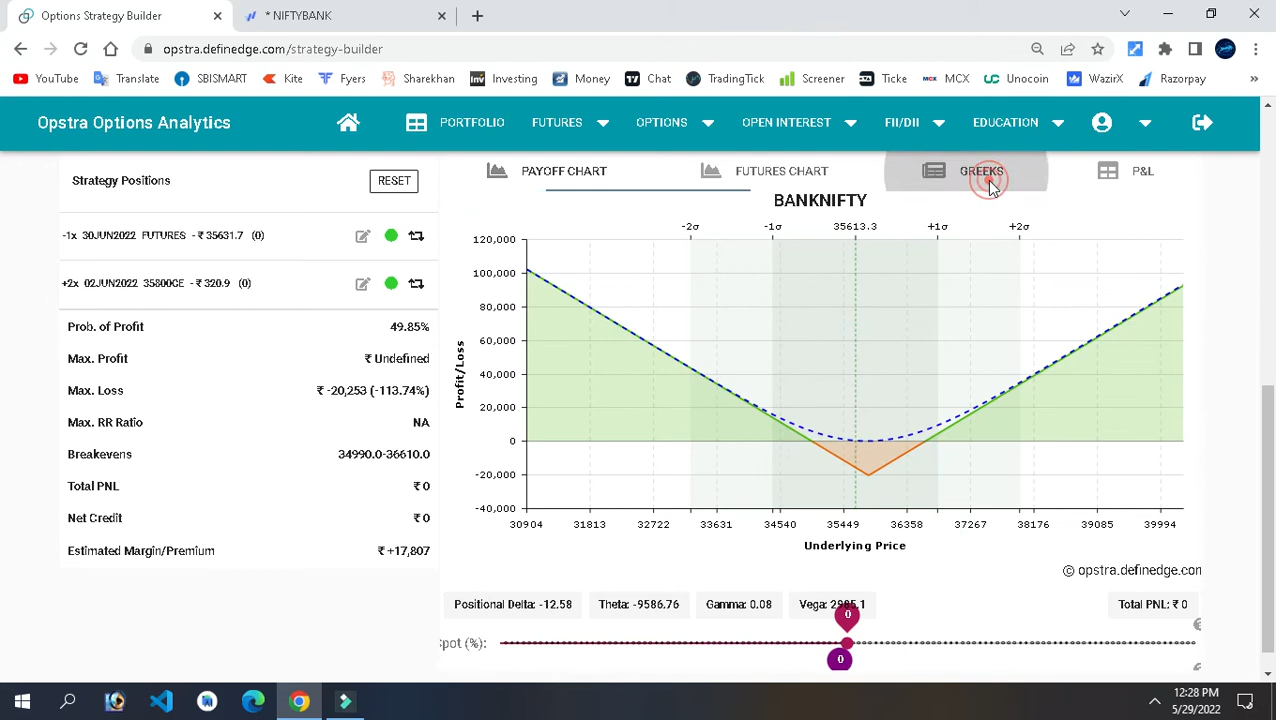 Options Strategy Builder
* NIFTYBANK
opstra.definedge.com/strategy-builder
YouTube
Translate
SBISMART
Kite
Fyers
Sharekhan
Investing
Money
Chat
TradingTick
Screener
Ticke
MCX
Unocoin
WazirX
Razorpay
»
Opstra Options Analytics
PORTFOLIO
FUTURES
OPTIONS
OPEN INTEREST
FII/DII
EDUCATION
Strategy Positions
RESET
-1x 30JUN2022 FUTURES - ₹ 35631.7 (0)
+2x 02JUN2022 35800CE - ₹ 320.9 (0)
Prob. of Profit 49.85%
Max. Profit ₹ Undefined
Max. Loss ₹ -20,253 (-113.74%)
Max. RR Ratio NA
Breakevens 34990.0-36610.0
Total PNL ₹ 0
Net Credit ₹ 0
Estimated Margin/Premium ₹ +17,807
PAYOFF CHART
FUTURES CHART
GREEKS
P&L
BANKNIFTY
-2σ -1σ 35613.3 +1σ +2σ
120,000
100,000
80,000
60,000
40,000
20,000
0
-20,000
-40,000
Profit/Loss
30904 31813 32722 33631 34540 35449 36358 37267 38176 39085 39994
Underlying Price
© opstra.definedge.com
Positional Delta: -12.58
Theta: -9586.76
Gamma: 0.08
Vega: 2985.1
Total PNL: ₹ 0
0
Spot (%):
0
12:28 PM
5/29/2022